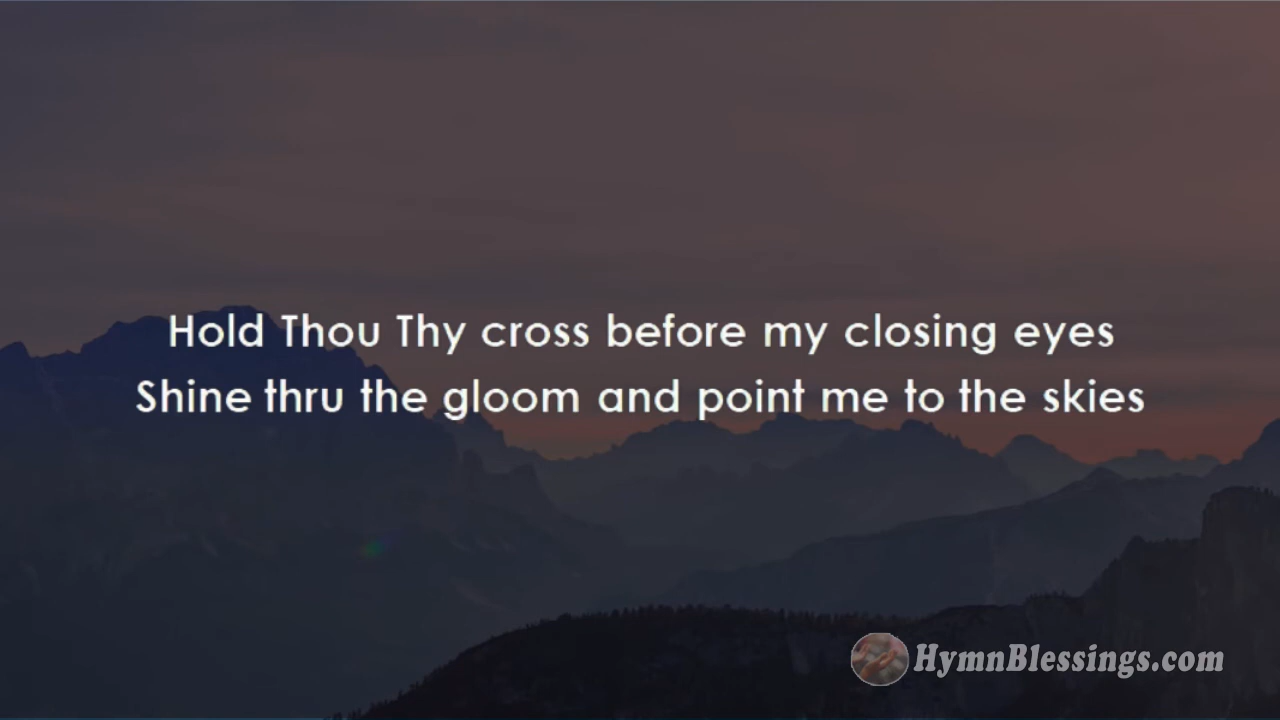 Hold Thou Thy cross before my closing eyes
Shine thru the gloom and point me to the skies
HymnBlessings.com